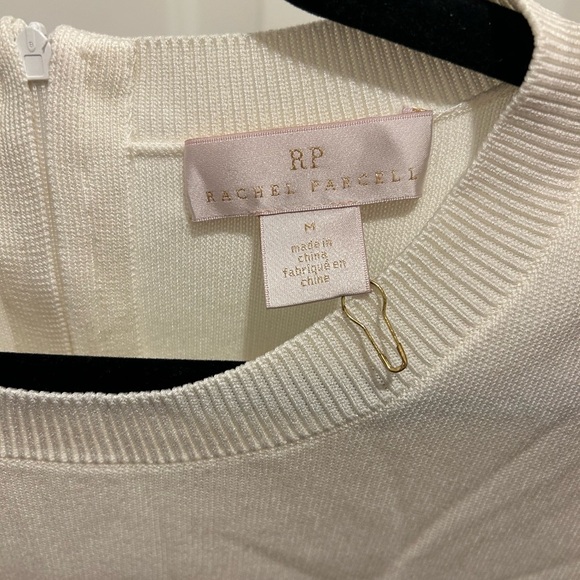 RP
RACHEL PARCELL
M
made in
china
fabriqué en
chine